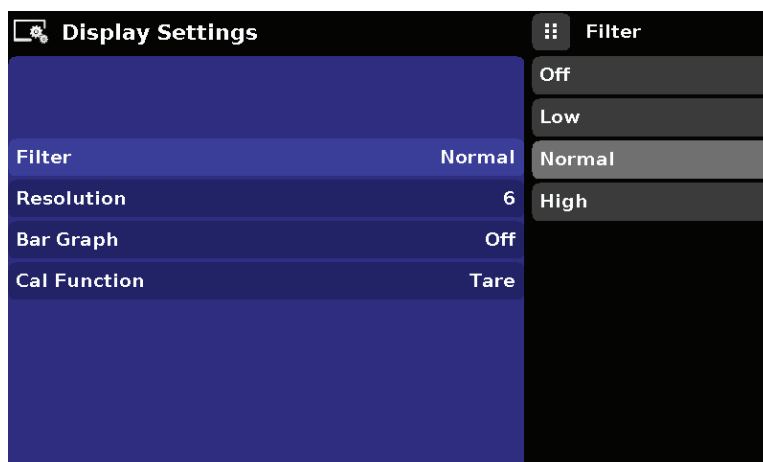 Display Settings
Filter Normal
Resolution 6
Bar Graph Off
Cal Function Tare
Filter
Off
Low
Normal
High